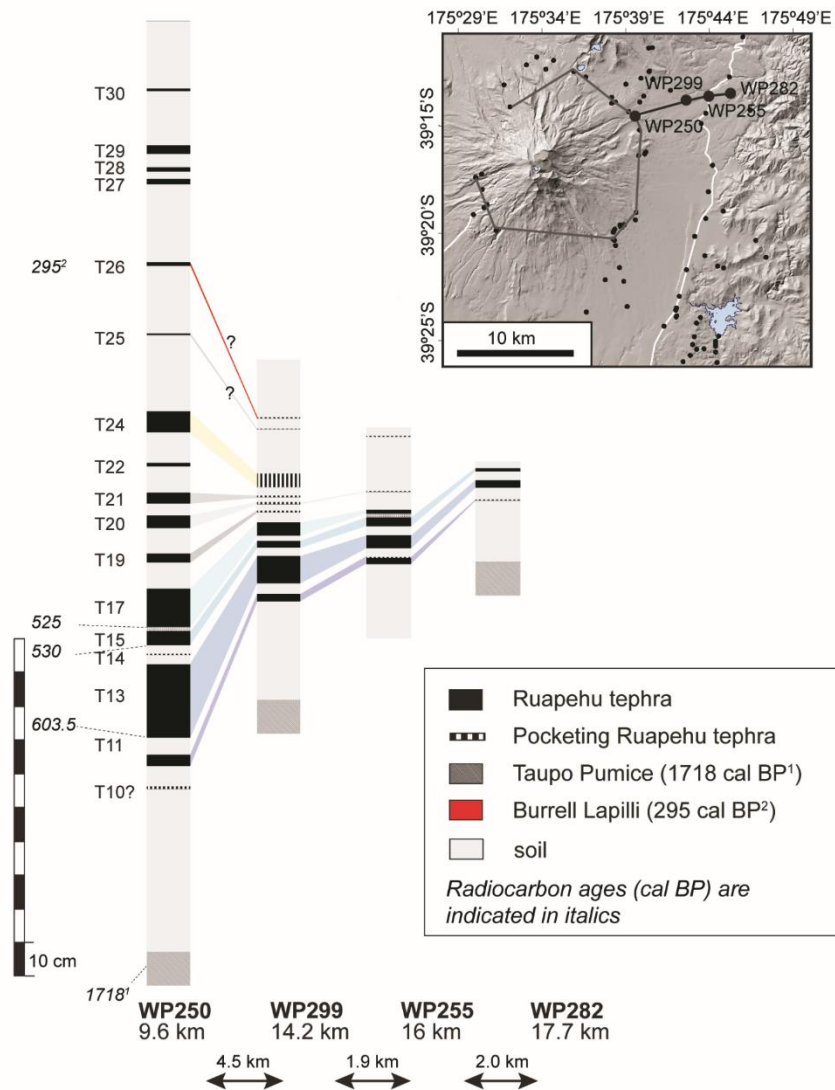 175º29'E 175º34'E 175º39'E 175º44'E 175º49'E
39º15'S
39º20'S
39º25'S
WP299
WP282
WP255
WP250
10 km
T30
T29
T28
T27
295² T26
?
T25
?
T24
T22
T21
T20
T19
T17
525
T15
530
T14
T13
603.5
T11
T10?
10 cm
1718¹
Ruapehu tephra
Pocketing Ruapehu tephra
Taupo Pumice (1718 cal BP¹)
Burrell Lapilli (295 cal BP²)
soil
Radiocarbon ages (cal BP) are
indicated in italics
WP250 WP299 WP255 WP282
9.6 km 14.2 km 16 km 17.7 km
4.5 km 1.9 km 2.0 km